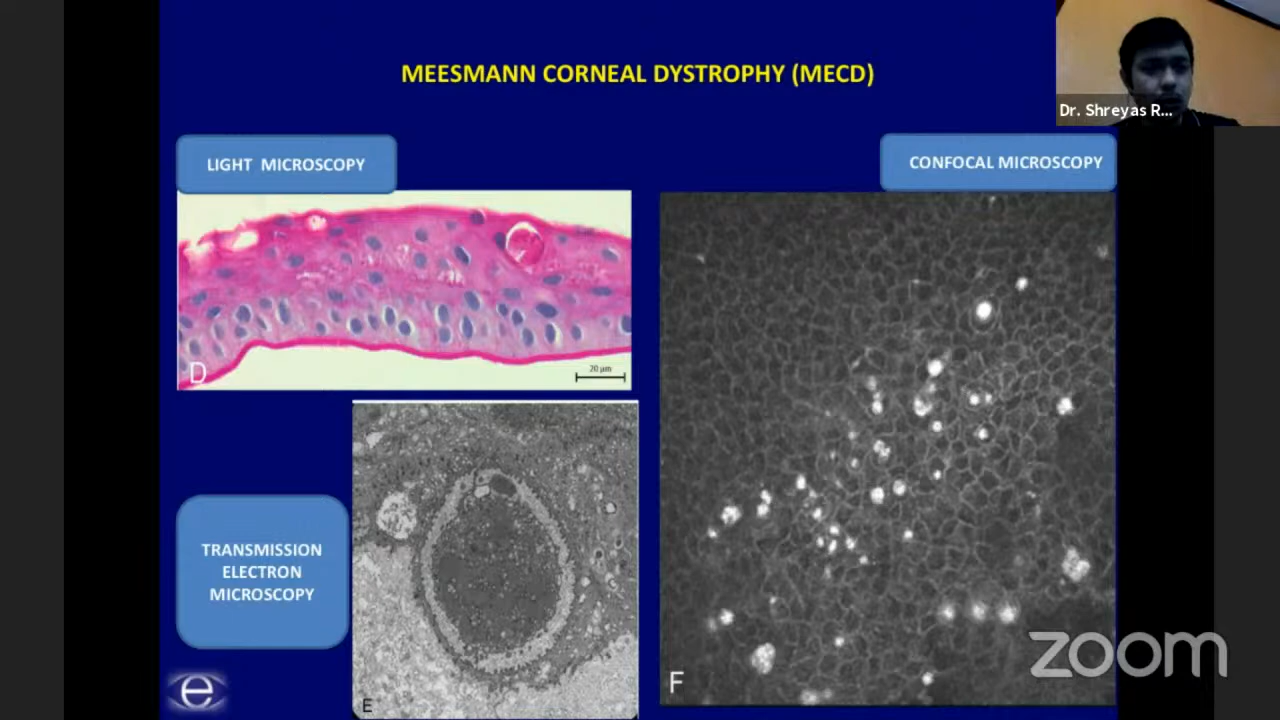 MEESMANN CORNEAL DYSTROPHY (MECD)
Dr. Shreyas R...
LIGHT MICROSCOPY
CONFOCAL MICROSCOPY
D
20 µm
TRANSMISSION
ELECTRON
MICROSCOPY
e
E
F
zoom